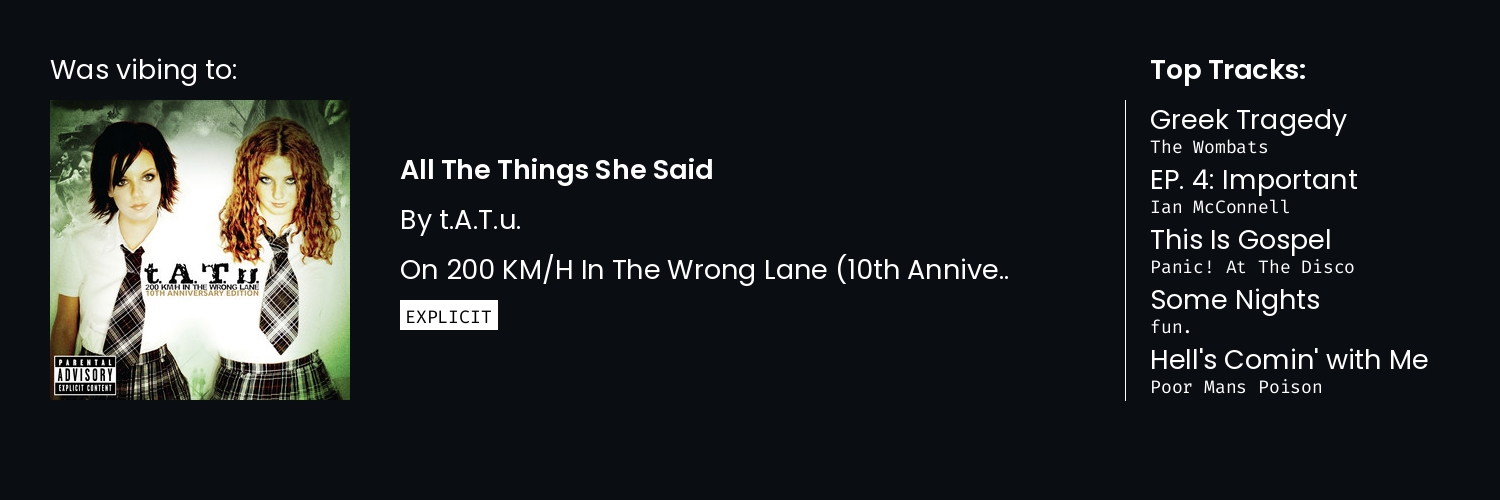 Was vibing to:
t.A.T.u.
200 KM/H IN THE WRONG LANE
10TH ANNIVERSARY EDITION
PARENTAL
ADVISORY
EXPLICIT CONTENT
All The Things She Said
By t.A.T.u.
On 200 KM/H In The Wrong Lane (10th Annive..
EXPLICIT
Top Tracks:
Greek Tragedy
The Wombats
EP. 4: Important
Ian McConnell
This Is Gospel
Panic! At The Disco
Some Nights
fun.
Hell's Comin' with Me
Poor Mans Poison